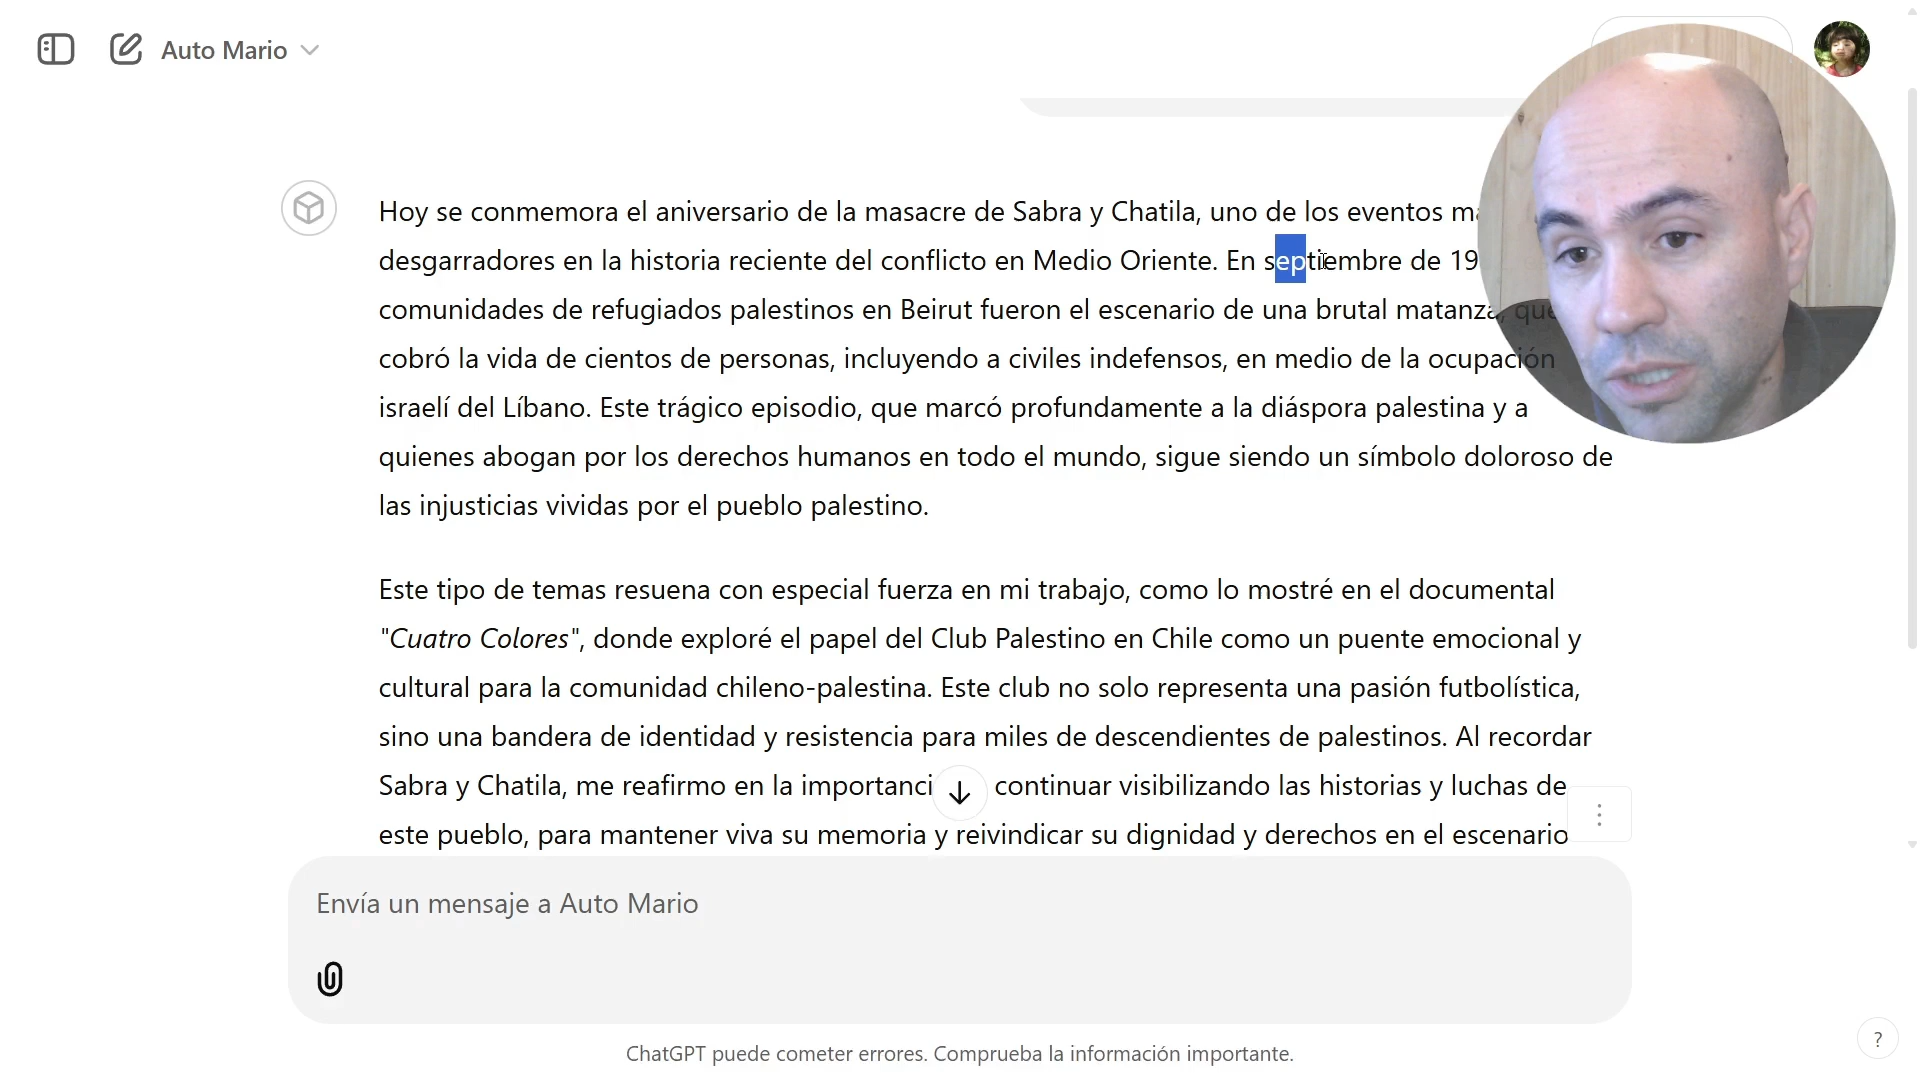 Auto Mario
Hoy se conmemora el aniversario de la masacre de Sabra y Chatila, uno de los eventos
desgarradores en la historia reciente del conflicto en Medio Oriente. En septiembre de 19
comunidades de refugiados palestinos en Beirut fueron el escenario de una brutal matanza, que
cobró la vida de cientos de personas, incluyendo a civiles indefensos, en medio de la ocupación
israelí del Líbano. Este trágico episodio, que marcó profundamente a la diáspora palestina y a
quienes abogan por los derechos humanos en todo el mundo, sigue siendo un símbolo doloroso de
las injusticias vividas por el pueblo palestino.
Este tipo de temas resuena con especial fuerza en mi trabajo, como lo mostré en el documental
"Cuatro Colores", donde exploré el papel del Club Palestino en Chile como un puente emocional y
cultural para la comunidad chileno-palestina. Este club no solo representa una pasión futbolística,
sino una bandera de identidad y resistencia para miles de descendientes de palestinos. Al recordar
Sabra y Chatila, me reafirmo en la importanci continuar visibilizando las historias y luchas de
este pueblo, para mantener viva su memoria y reivindicar su dignidad y derechos en el escenario
Envía un mensaje a Auto Mario
ChatGPT puede cometer errores. Comprueba la información importante.
?